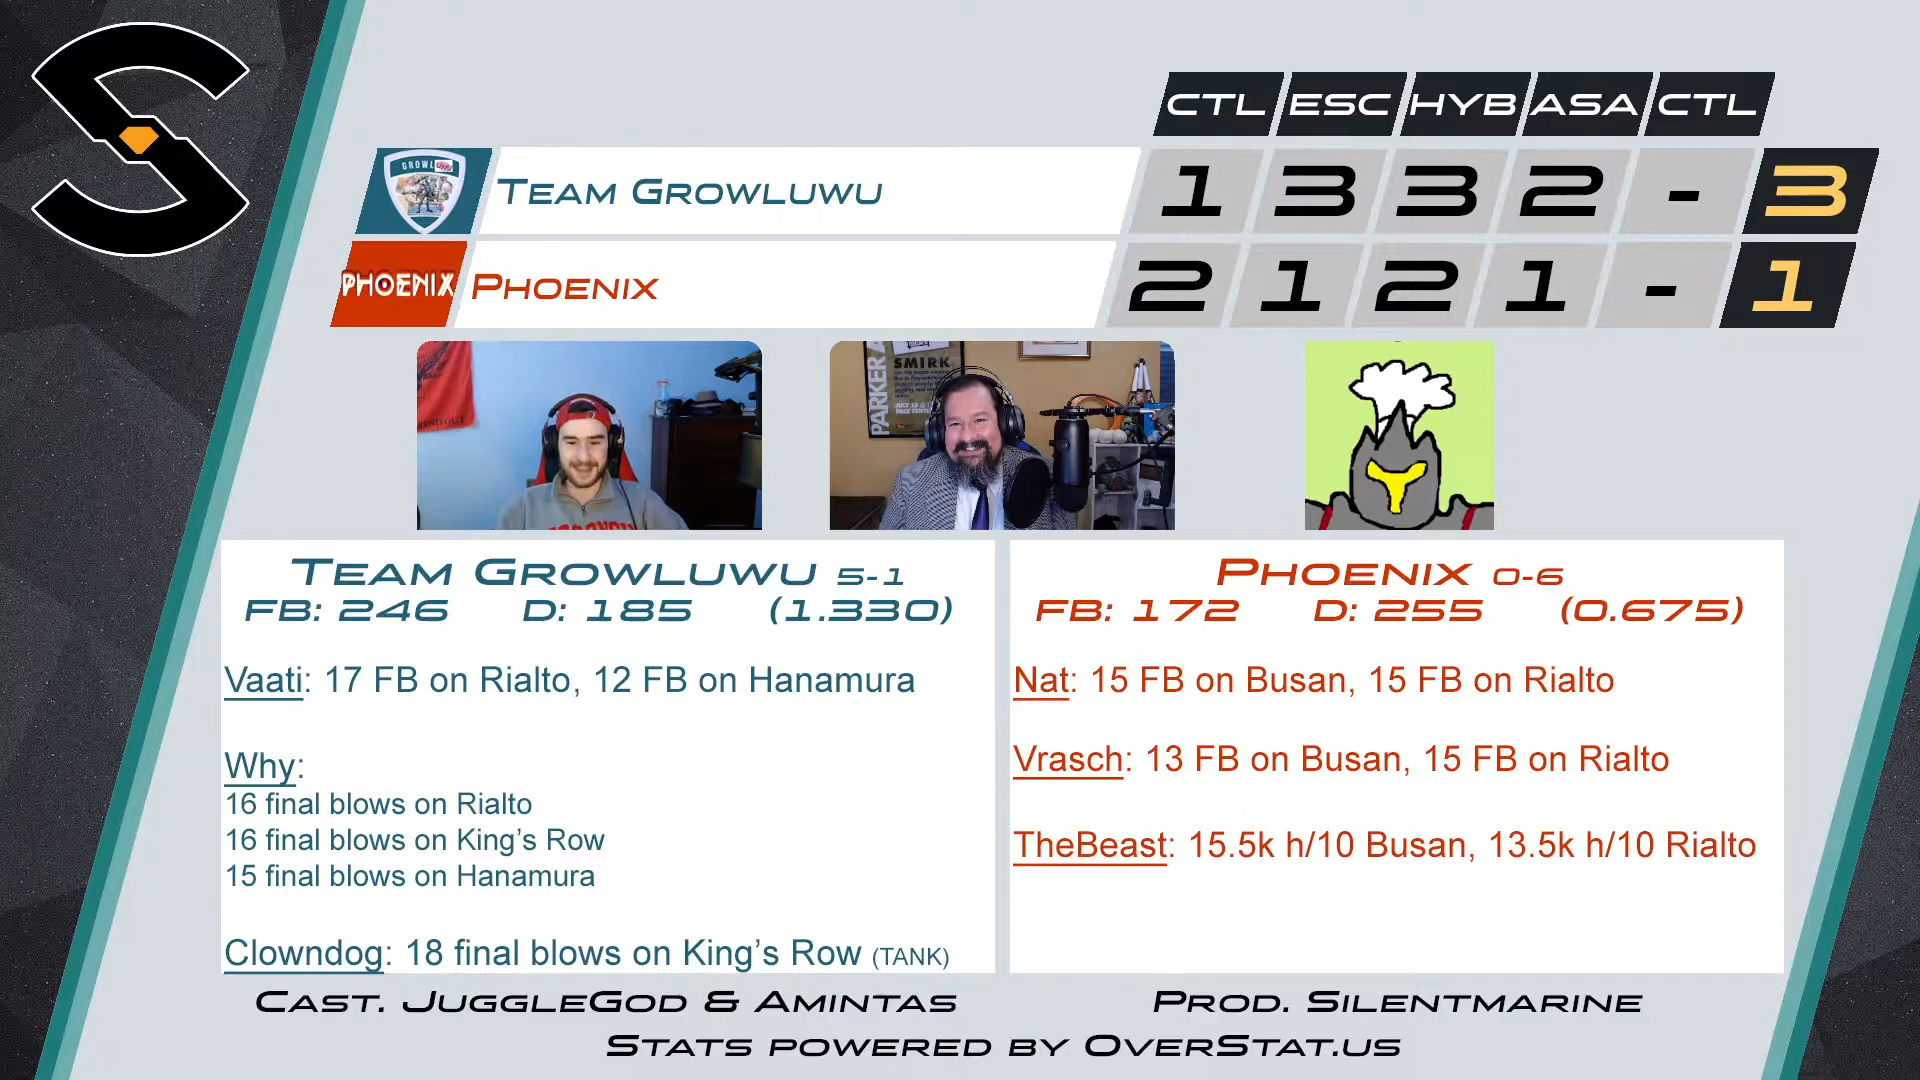 CTL ESC HYB ASA CTL
GROWLUWU
TEAM GROWLUWU 1 3 3 2 - 3
PHOENIX
PHOENIX 2 1 2 1 - 1
PARKER
SMIRK
TEAM GROWLUWU 5-1
FB: 246 D: 185 (1.330)
Vaati: 17 FB on Rialto, 12 FB on Hanamura
Why:
16 final blows on Rialto
16 final blows on King's Row
15 final blows on Hanamura
Clowndog: 18 final blows on King's Row (TANK)
PHOENIX 0-6
FB: 172 D: 255 (0.675)
Nat: 15 FB on Busan, 15 FB on Rialto
Vrasch: 13 FB on Busan, 15 FB on Rialto
TheBeast: 15.5k h/10 Busan, 13.5k h/10 Rialto
CAST. JUGGLEGOD & AMINTAS
PROD. SILENTMARINE
STATS POWERED BY OVERSTAT.US